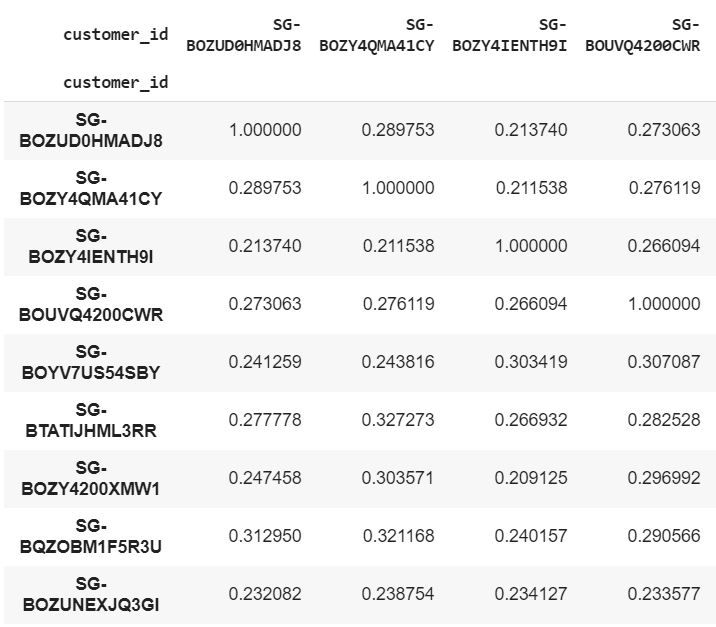 customer_id SG-BOZUD0HMADJ8 SG-BOZY4QMA41CY SG-BOZY4IENTH9I SG-BOUVQ4200CWR
customer_id
SG-BOZUD0HMADJ8 1.000000 0.289753 0.213740 0.273063
SG-BOZY4QMA41CY 0.289753 1.000000 0.211538 0.276119
SG-BOZY4IENTH9I 0.213740 0.211538 1.000000 0.266094
SG-BOUVQ4200CWR 0.273063 0.276119 0.266094 1.000000
SG-BOYV7US54SBY 0.241259 0.243816 0.303419 0.307087
SG-BTATIJHML3RR 0.277778 0.327273 0.266932 0.282528
SG-BOZY4200XMW1 0.247458 0.303571 0.209125 0.296992
SG-BQZOBM1F5R3U 0.312950 0.321168 0.240157 0.290566
SG-BOZUNEXJQ3GI 0.232082 0.238754 0.234127 0.233577